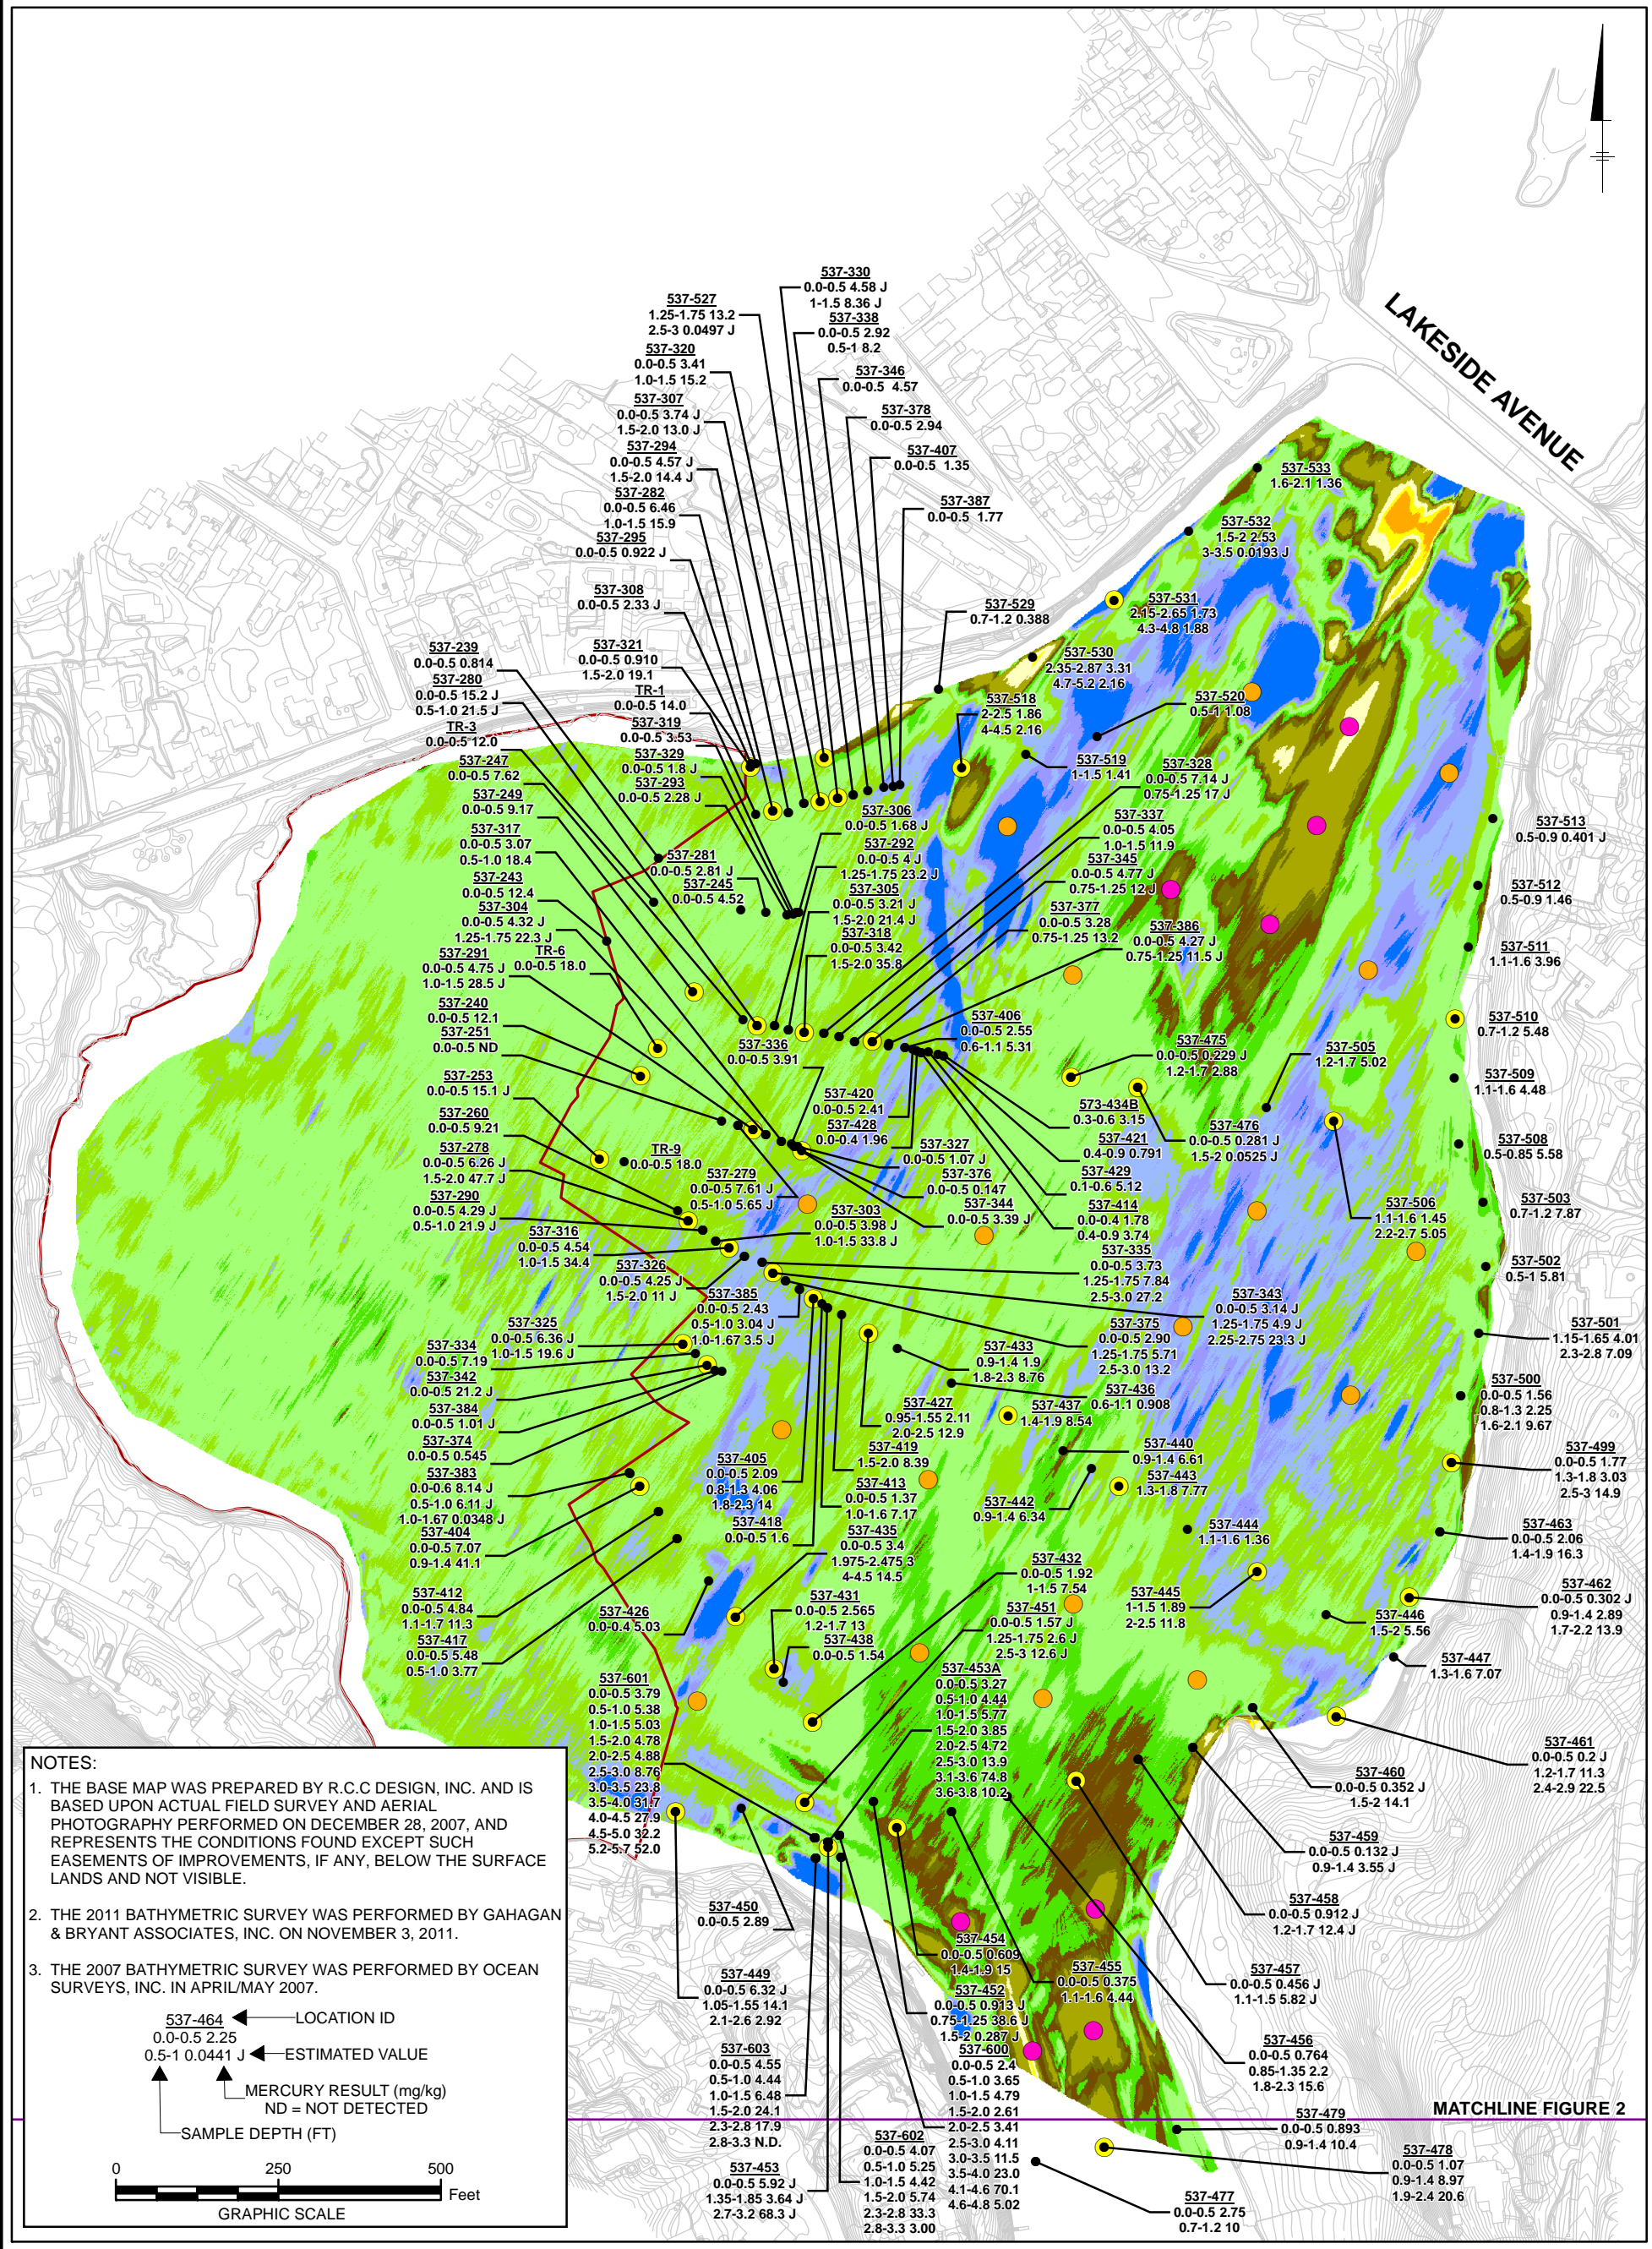 537-330
0.0-0.5 4.58 J
1-1.5 8.36 J
537-527
1.25-1.75 13.2
2.5-3 0.0497 J
537-338
0.0-0.5 2.92
0.5-1 8.2
537-320
0.0-0.5 3.41
1.0-1.5 15.2
537-346
0.0-0.5 4.57
537-307
0.0-0.5 3.74 J
1.5-2.0 13.0 J
537-378
0.0-0.5 2.94
537-294
0.0-0.5 4.57 J
1.5-2.0 14.4 J
537-407
0.0-0.5 1.35
537-282
0.0-0.5 6.46
1.0-1.5 15.9
537-387
0.0-0.5 1.77
537-295
0.0-0.5 0.922 J
537-308
0.0-0.5 2.33 J
LAKESIDE AVENUE
537-533
1.6-2.1 1.36
537-532
1.5-2 2.53
3-3.5 0.0193 J
537-531
2.15-2.65 1.73
4.3-4.8 1.88
537-529
0.7-1.2 0.388
537-530
2.35-2.87 3.31
4.7-5.2 2.16
537-239
0.0-0.5 0.814
537-321
0.0-0.5 0.910
1.5-2.0 19.1
537-280
0.0-0.5 15.2 J
0.5-1.0 21.5 J
TR-1
0.0-0.5 14.0
537-518
2-2.5 1.86
4-4.5 2.16
537-520
0.5-1 1.08
TR-3
0.0-0.5 12.0
537-319
0.0-0.5 3.53
537-247
0.0-0.5 7.62
537-329
0.0-0.5 1.8 J
537-519
1-1.5 1.41
537-328
0.0-0.5 7.14 J
0.75-1.25 17 J
537-249
0.0-0.5 9.17
537-293
0.0-0.5 2.28 J
537-306
0.0-0.5 1.68 J
537-337
0.0-0.5 4.05
1.0-1.5 11.9
537-513
0.5-0.9 0.401 J
537-317
0.0-0.5 3.07
0.5-1.0 18.4
537-292
0.0-0.5 4 J
1.25-1.75 23.2 J
537-281
0.0-0.5 2.81 J
537-345
0.0-0.5 4.77 J
0.75-1.25 12 J
537-243
0.0-0.5 12.4
537-245
0.0-0.5 4.52
537-305
0.0-0.5 3.21 J
1.5-2.0 21.4 J
537-512
0.5-0.9 1.46
537-304
0.0-0.5 4.32 J
1.25-1.75 22.3 J
537-377
0.0-0.5 3.28
0.75-1.25 13.2
537-318
0.0-0.5 3.42
1.5-2.0 35.8
537-386
0.0-0.5 4.27 J
0.75-1.25 11.5 J
537-511
1.1-1.6 3.96
537-291
0.0-0.5 4.75 J
1.0-1.5 28.5 J
TR-6
0.0-0.5 18.0
537-240
0.0-0.5 12.1
537-406
0.0-0.5 2.55
0.6-1.1 5.31
537-510
0.7-1.2 5.48
537-251
0.0-0.5 ND
537-336
0.0-0.5 3.91
537-475
0.0-0.5 0.229 J
1.2-1.7 2.88
537-505
1.2-1.7 5.02
537-253
0.0-0.5 15.1 J
537-509
1.1-1.6 4.48
537-420
0.0-0.5 2.41
573-434B
0.3-0.6 3.15
537-260
0.0-0.5 9.21
537-428
0.0-0.4 1.96
537-476
0.0-0.5 0.281 J
1.5-2 0.0525 J
537-508
0.5-0.85 5.58
537-278
0.0-0.5 6.26 J
1.5-2.0 47.7 J
TR-9
0.0-0.5 18.0
537-327
0.0-0.5 1.07 J
537-421
0.4-0.9 0.791
537-279
0.0-0.5 7.61 J
0.5-1.0 5.65 J
537-376
0.0-0.5 0.147
537-429
0.1-0.6 5.12
537-290
0.0-0.5 4.29 J
0.5-1.0 21.9 J
537-303
0.0-0.5 3.98 J
1.0-1.5 33.8 J
537-344
0.0-0.5 3.39 J
537-414
0.0-0.4 1.78
0.4-0.9 3.74
537-506
1.1-1.6 1.45
2.2-2.7 5.05
537-503
0.7-1.2 7.87
537-316
0.0-0.5 4.54
1.0-1.5 34.4
537-335
0.0-0.5 3.73
1.25-1.75 7.84
2.5-3.0 27.2
537-502
0.5-1 5.81
537-326
0.0-0.5 4.25 J
1.5-2.0 11 J
537-385
0.0-0.5 2.43
0.5-1.0 3.04 J
1.0-1.67 3.5 J
537-343
0.0-0.5 3.14 J
1.25-1.75 4.9 J
2.25-2.75 23.3 J
537-325
0.0-0.5 6.36 J
1.0-1.5 19.6 J
537-375
0.0-0.5 2.90
1.25-1.75 5.71
2.5-3.0 13.2
537-501
1.15-1.65 4.01
2.3-2.8 7.09
537-334
0.0-0.5 7.19
537-433
0.9-1.4 1.9
1.8-2.3 8.76
537-342
0.0-0.5 21.2 J
537-436
0.6-1.1 0.908
537-500
0.0-0.5 1.56
0.8-1.3 2.25
1.6-2.1 9.67
537-384
0.0-0.5 1.01 J
537-427
0.95-1.55 2.11
2.0-2.5 12.9
537-437
1.4-1.9 8.54
537-374
0.0-0.5 0.545
537-419
1.5-2.0 8.39
537-440
0.9-1.4 6.61
537-499
0.0-0.5 1.77
1.3-1.8 3.03
2.5-3 14.9
537-383
0.0-0.6 8.14 J
0.5-1.0 6.11 J
1.0-1.67 0.0348 J
537-405
0.0-0.5 2.09
0.8-1.3 4.06
1.8-2.3 14
537-413
0.0-0.5 1.37
1.0-1.6 7.17
537-443
1.3-1.8 7.77
537-442
0.9-1.4 6.34
537-404
0.0-0.5 7.07
0.9-1.4 41.1
537-418
0.0-0.5 1.6
537-435
0.0-0.5 3.4
1.975-2.475 3
4-4.5 14.5
537-444
1.1-1.6 1.36
537-463
0.0-0.5 2.06
1.4-1.9 16.3
537-432
0.0-0.5 1.92
1-1.5 7.54
537-412
0.0-0.5 4.84
1.1-1.7 11.3
537-431
0.0-0.5 2.565
1.2-1.7 13
537-445
1-1.5 1.89
2-2.5 11.8
537-462
0.0-0.5 0.302 J
0.9-1.4 2.89
1.7-2.2 13.9
537-426
0.0-0.4 5.03
537-451
0.0-0.5 1.57 J
1.25-1.75 2.6 J
2.5-3 12.6 J
537-446
1.5-2 5.56
537-417
0.0-0.5 5.48
0.5-1.0 3.77
537-438
0.0-0.5 1.54
537-447
1.3-1.6 7.07
537-601
0.0-0.5 3.79
0.5-1.0 5.38
1.0-1.5 5.03
1.5-2.0 4.78
2.0-2.5 4.88
2.5-3.0 8.76
3.0-3.5 23.8
3.5-4.0 31.7
4.0-4.5 27.9
4.5-5.0 32.2
5.2-5.7 52.0
537-453A
0.0-0.5 3.27
0.5-1.0 4.44
1.0-1.5 5.77
1.5-2.0 3.85
2.0-2.5 4.72
2.5-3.0 13.9
3.1-3.6 74.8
3.6-3.8 10.2
537-461
0.0-0.5 0.2 J
1.2-1.7 11.3
2.4-2.9 22.5
537-460
0.0-0.5 0.352 J
1.5-2 14.1
537-459
0.0-0.5 0.132 J
0.9-1.4 3.55 J
537-458
0.0-0.5 0.912 J
1.2-1.7 12.4 J
537-450
0.0-0.5 2.89
537-454
0.0-0.5 0.609
1.4-1.9 15
537-455
0.0-0.5 0.375
1.1-1.6 4.44
537-457
0.0-0.5 0.456 J
1.1-1.5 5.82 J
537-449
0.0-0.5 6.32 J
1.05-1.55 14.1
2.1-2.6 2.92
537-452
0.0-0.5 0.913 J
0.75-1.25 38.6 J
1.5-2 0.287 J
537-456
0.0-0.5 0.764
0.85-1.35 2.2
1.8-2.3 15.6
537-603
0.0-0.5 4.55
0.5-1.0 4.44
1.0-1.5 6.48
1.5-2.0 24.1
2.3-2.8 17.9
2.8-3.3 N.D.
537-600
0.0-0.5 2.4
0.5-1.0 3.65
1.0-1.5 4.79
1.5-2.0 2.61
2.0-2.5 3.41
2.5-3.0 4.11
3.0-3.5 11.5
3.5-4.0 23.0
4.1-4.6 70.1
4.6-4.8 5.02
MATCHLINE FIGURE 2
537-479
0.0-0.5 0.893
0.9-1.4 10.4
537-602
0.0-0.5 4.07
0.5-1.0 5.25
1.0-1.5 4.42
1.5-2.0 5.74
2.3-2.8 33.3
2.8-3.3 3.00
537-478
0.0-0.5 1.07
0.9-1.4 8.97
1.9-2.4 20.6
537-453
0.0-0.5 5.92 J
1.35-1.85 3.64 J
2.7-3.2 68.3 J
537-477
0.0-0.5 2.75
0.7-1.2 10
NOTES:
1. THE BASE MAP WAS PREPARED BY R.C.C DESIGN, INC. AND IS
BASED UPON ACTUAL FIELD SURVEY AND AERIAL
PHOTOGRAPHY PERFORMED ON DECEMBER 28, 2007, AND
REPRESENTS THE CONDITIONS FOUND EXCEPT SUCH
EASEMENTS OF IMPROVEMENTS, IF ANY, BELOW THE SURFACE
LANDS AND NOT VISIBLE.
2. THE 2011 BATHYMETRIC SURVEY WAS PERFORMED BY GAHAGAN
& BRYANT ASSOCIATES, INC. ON NOVEMBER 3, 2011.
3. THE 2007 BATHYMETRIC SURVEY WAS PERFORMED BY OCEAN
SURVEYS, INC. IN APRIL/MAY 2007.
537-464 LOCATION ID
0.0-0.5 2.25
0.5-1 0.0441 J ESTIMATED VALUE
MERCURY RESULT (mg/kg)
ND = NOT DETECTED
SAMPLE DEPTH (FT)
0 250 500
Feet
GRAPHIC SCALE